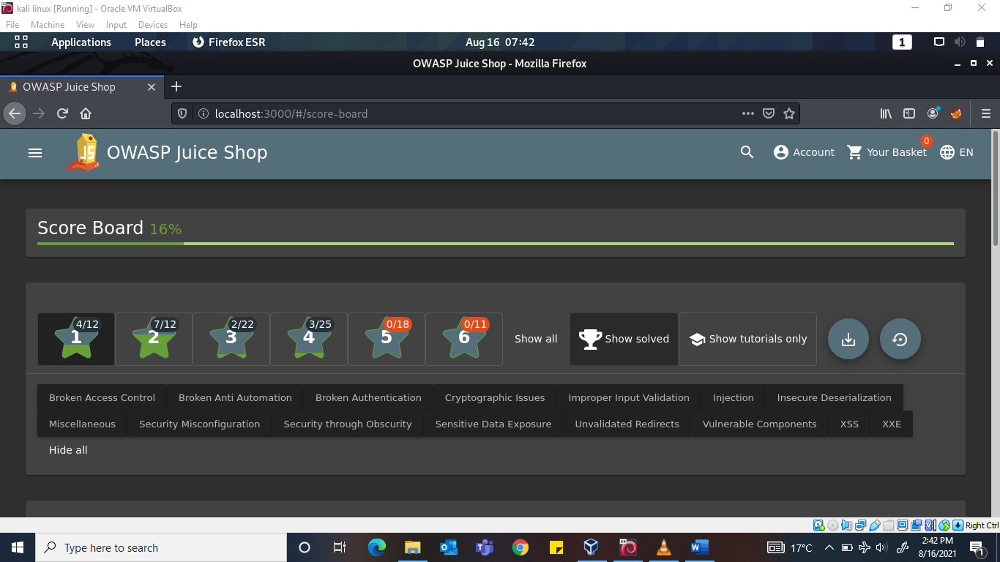 kali linux [Running] - Oracle VM VirtualBox
File Machine View Input Devices Help
Applications Places Firefox ESR Aug 16 07:42 1
OWASP Juice Shop - Mozilla Firefox
OWASP Juice Shop
localhost:3000/#/score-board
JS OWASP Juice Shop Account Your Basket 0 EN
Score Board 16%
4/12 7/12 2/22 3/25 0/18 0/11
1 2 3 4 5 6 Show all Show solved Show tutorials only
Broken Access Control Broken Anti Automation Broken Authentication Cryptographic Issues Improper Input Validation Injection Insecure Deserialization
Miscellaneous Security Misconfiguration Security through Obscurity Sensitive Data Exposure Unvalidated Redirects Vulnerable Components XSS XXE
Hide all
Right Ctrl
Type here to search 17°C 2:42 PM
8/16/2021 1